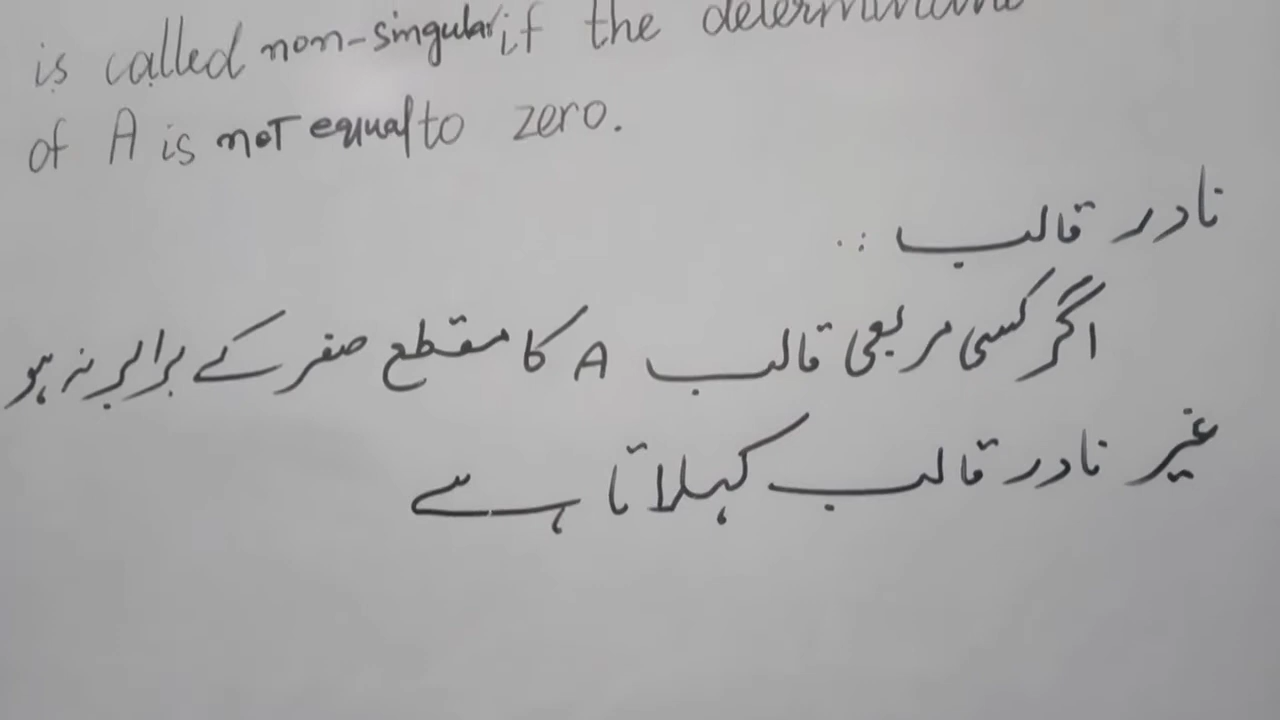 is called non-singular if the determinant
of A is not equal to zero.
نادر قالب :.
اگر کسی مربعی قالب A کا مقطع صفر کے برابر نہ ہو
غیر نادر قالب کہلاتا ہے